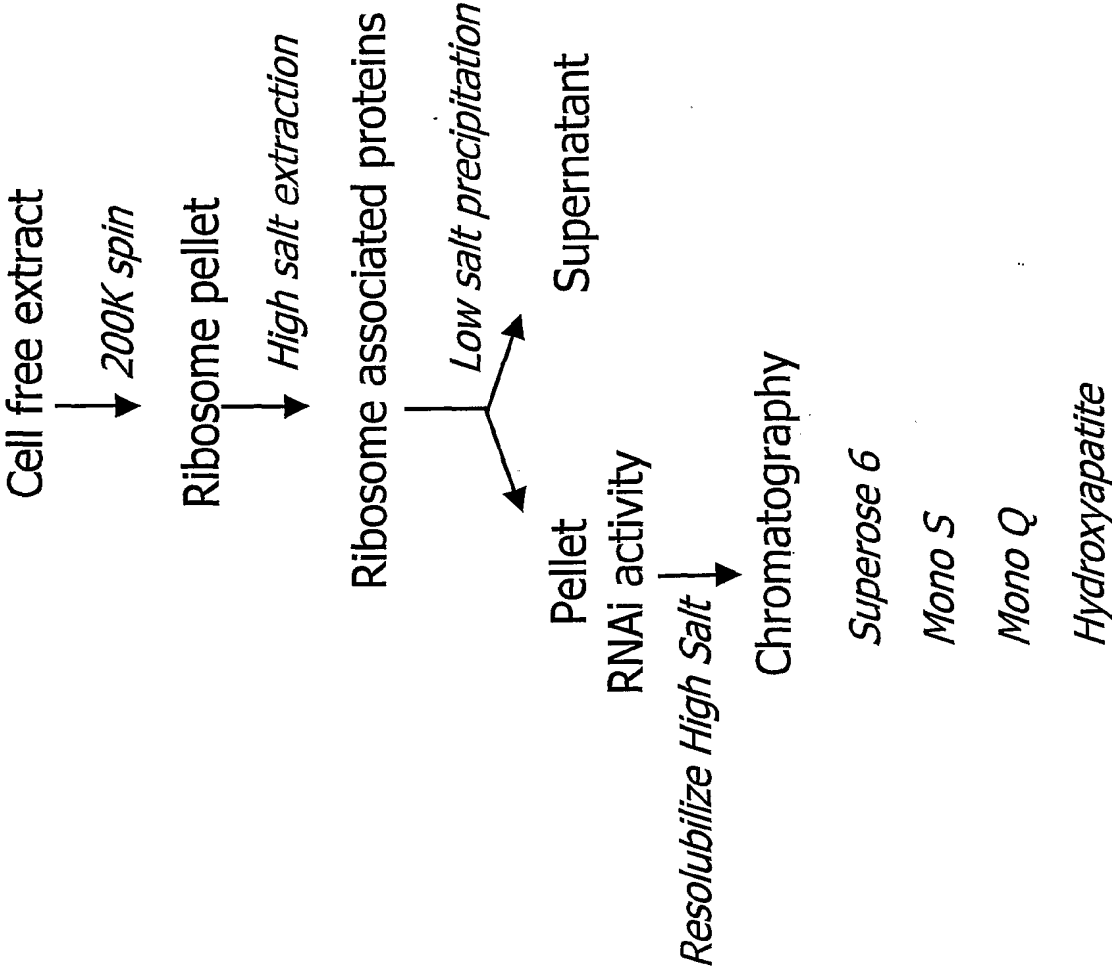 Cell free extract
200K spin
Ribosome pellet
High salt extraction
Ribosome associated proteins
Low salt precipitation
Pellet
RNAi activity
Supernatant
Resolubilize High Salt
Chromatography
Superose 6
Mono S
Mono Q
Hydroxyapatite